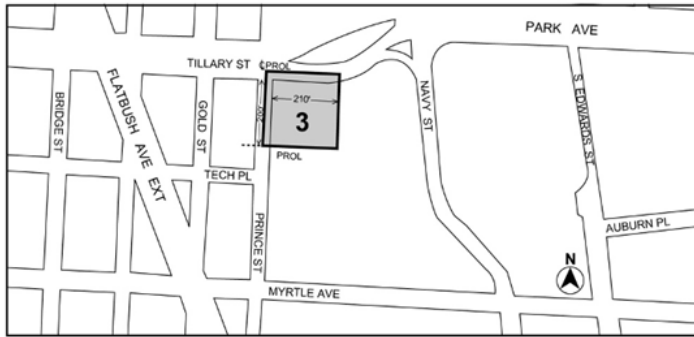 PARK AVE
TILLARY ST
℄PROL
FLATBUSH AVE EXT
BRIDGE ST
GOLD ST
210'
3
NAVY ST
S EDWARDS ST
PROL
TECH PL
AUBURN PL
PRINCE ST
N
MYRTLE AVE